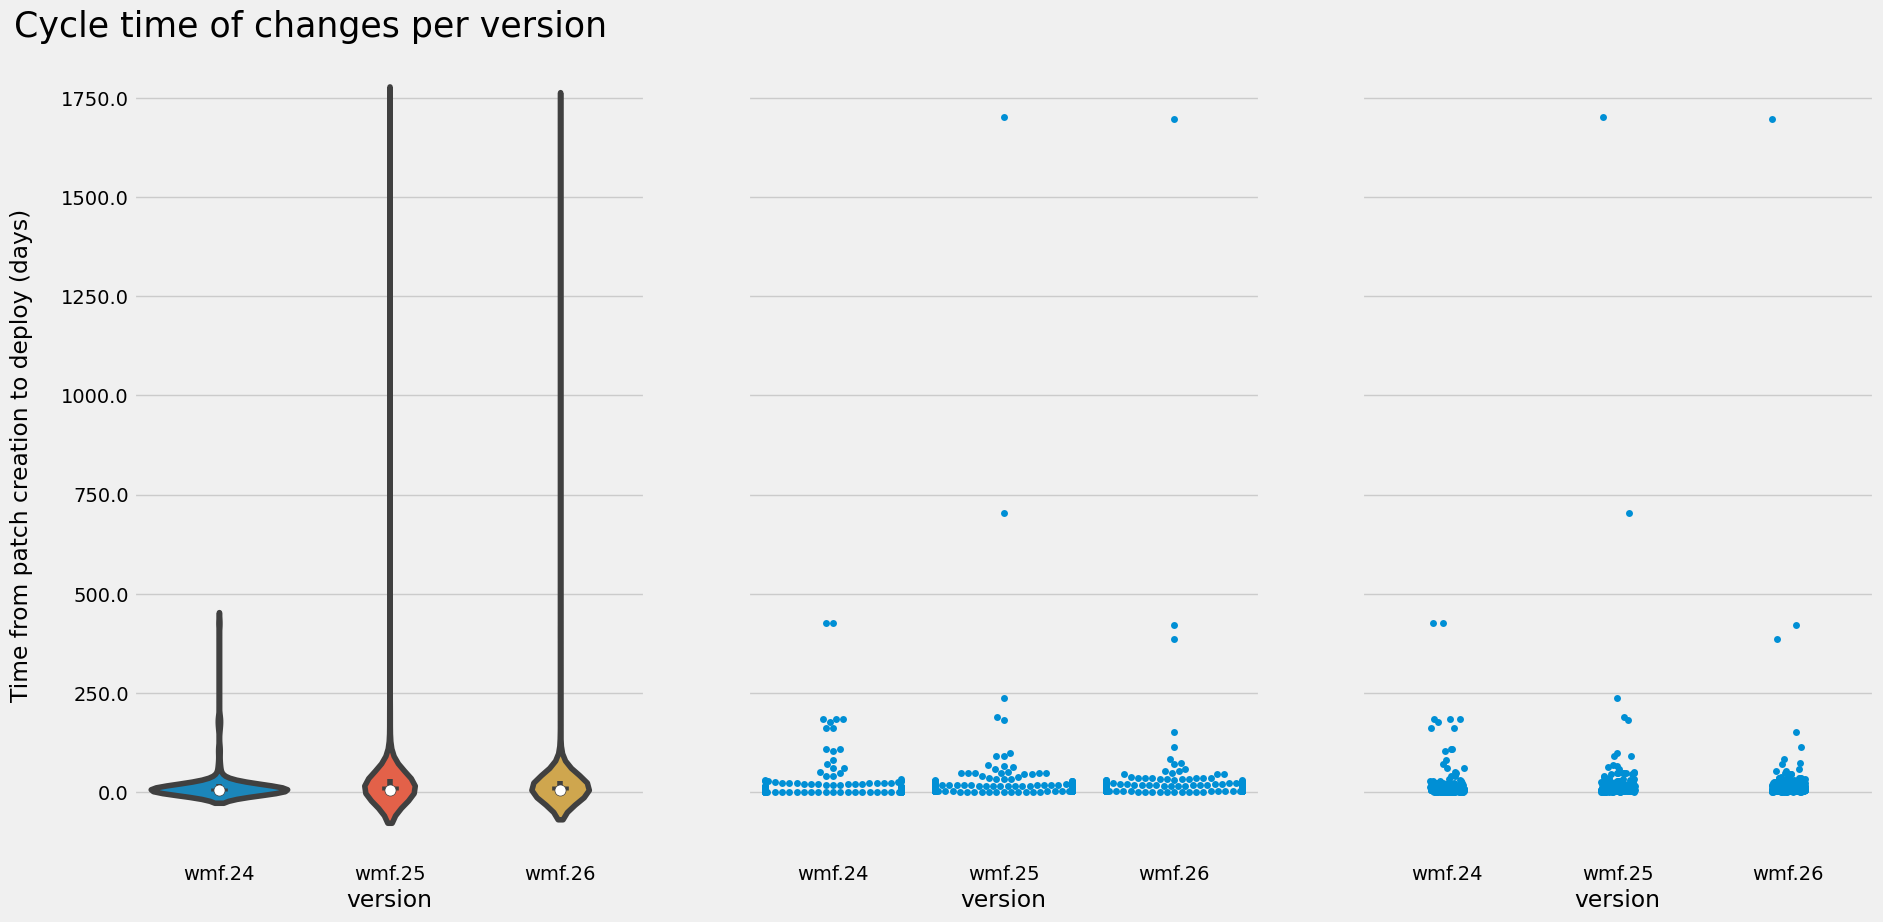 Cycle time of changes per version
Time from patch creation to deploy (days)
1750.0
1500.0
1250.0
1000.0
750.0
500.0
250.0
0.0
wmf.24 wmf.25 wmf.26
version
wmf.24 wmf.25 wmf.26
version
wmf.24 wmf.25 wmf.26
version